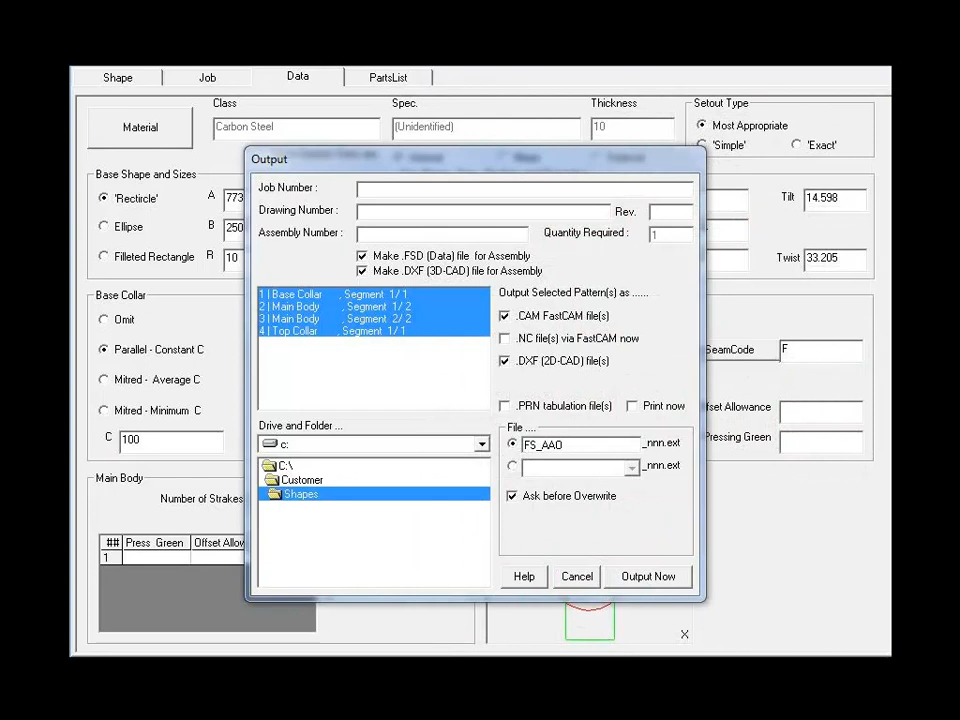 Shape Job Data PartsList
Class Spec. Thickness Setout Type
Material Carbon Steel (Unidentified) 10 Most Appropriate
'Simple' 'Exact'
Output
Base Shape and Sizes
'Rectircle' A 773
Ellipse B 250
Filleted Rectangle R 10
Tilt 14.598
Twist 33.205
Job Number :
Drawing Number : Rev.
Assembly Number : Quantity Required : 1
Make .FSD (Data) file for Assembly
Make .DXF (3D-CAD) file for Assembly
1 | Base Collar , Segment 1/ 1
2 | Main Body , Segment 1/ 2
3 | Main Body , Segment 2/ 2
4 | Top Collar , Segment 1/ 1
Output Selected Pattern(s) as ......
.CAM FastCAM file(s)
.NC file(s) via FastCAM now
.DXF (2D-CAD) file(s)
.PRN tabulation file(s) Print now
Base Collar
Omit
Parallel - Constant C
Mitred - Average C
Mitred - Minimum C
C 100
SeamCode F
fset Allowance
Pressing Green
Drive and Folder ...
c:
C:\
Customer
Shapes
File ....
FS_AAO _nnn.ext
_nnn.ext
Ask before Overwrite
Help Cancel Output Now
Main Body
Number of Strakes
## Press Green Offset Allow
1
X